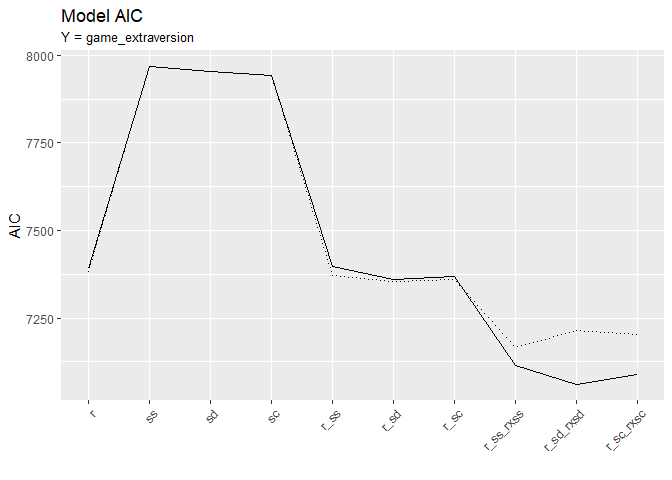 Model AIC
Y = game_extraversion
8000
7750
7500
7250
AIC
r
ss
sd
sc
r_ss
r_sd
r_sc
r_ss_rxss
r_sd_rxsd
r_sc_rxsc